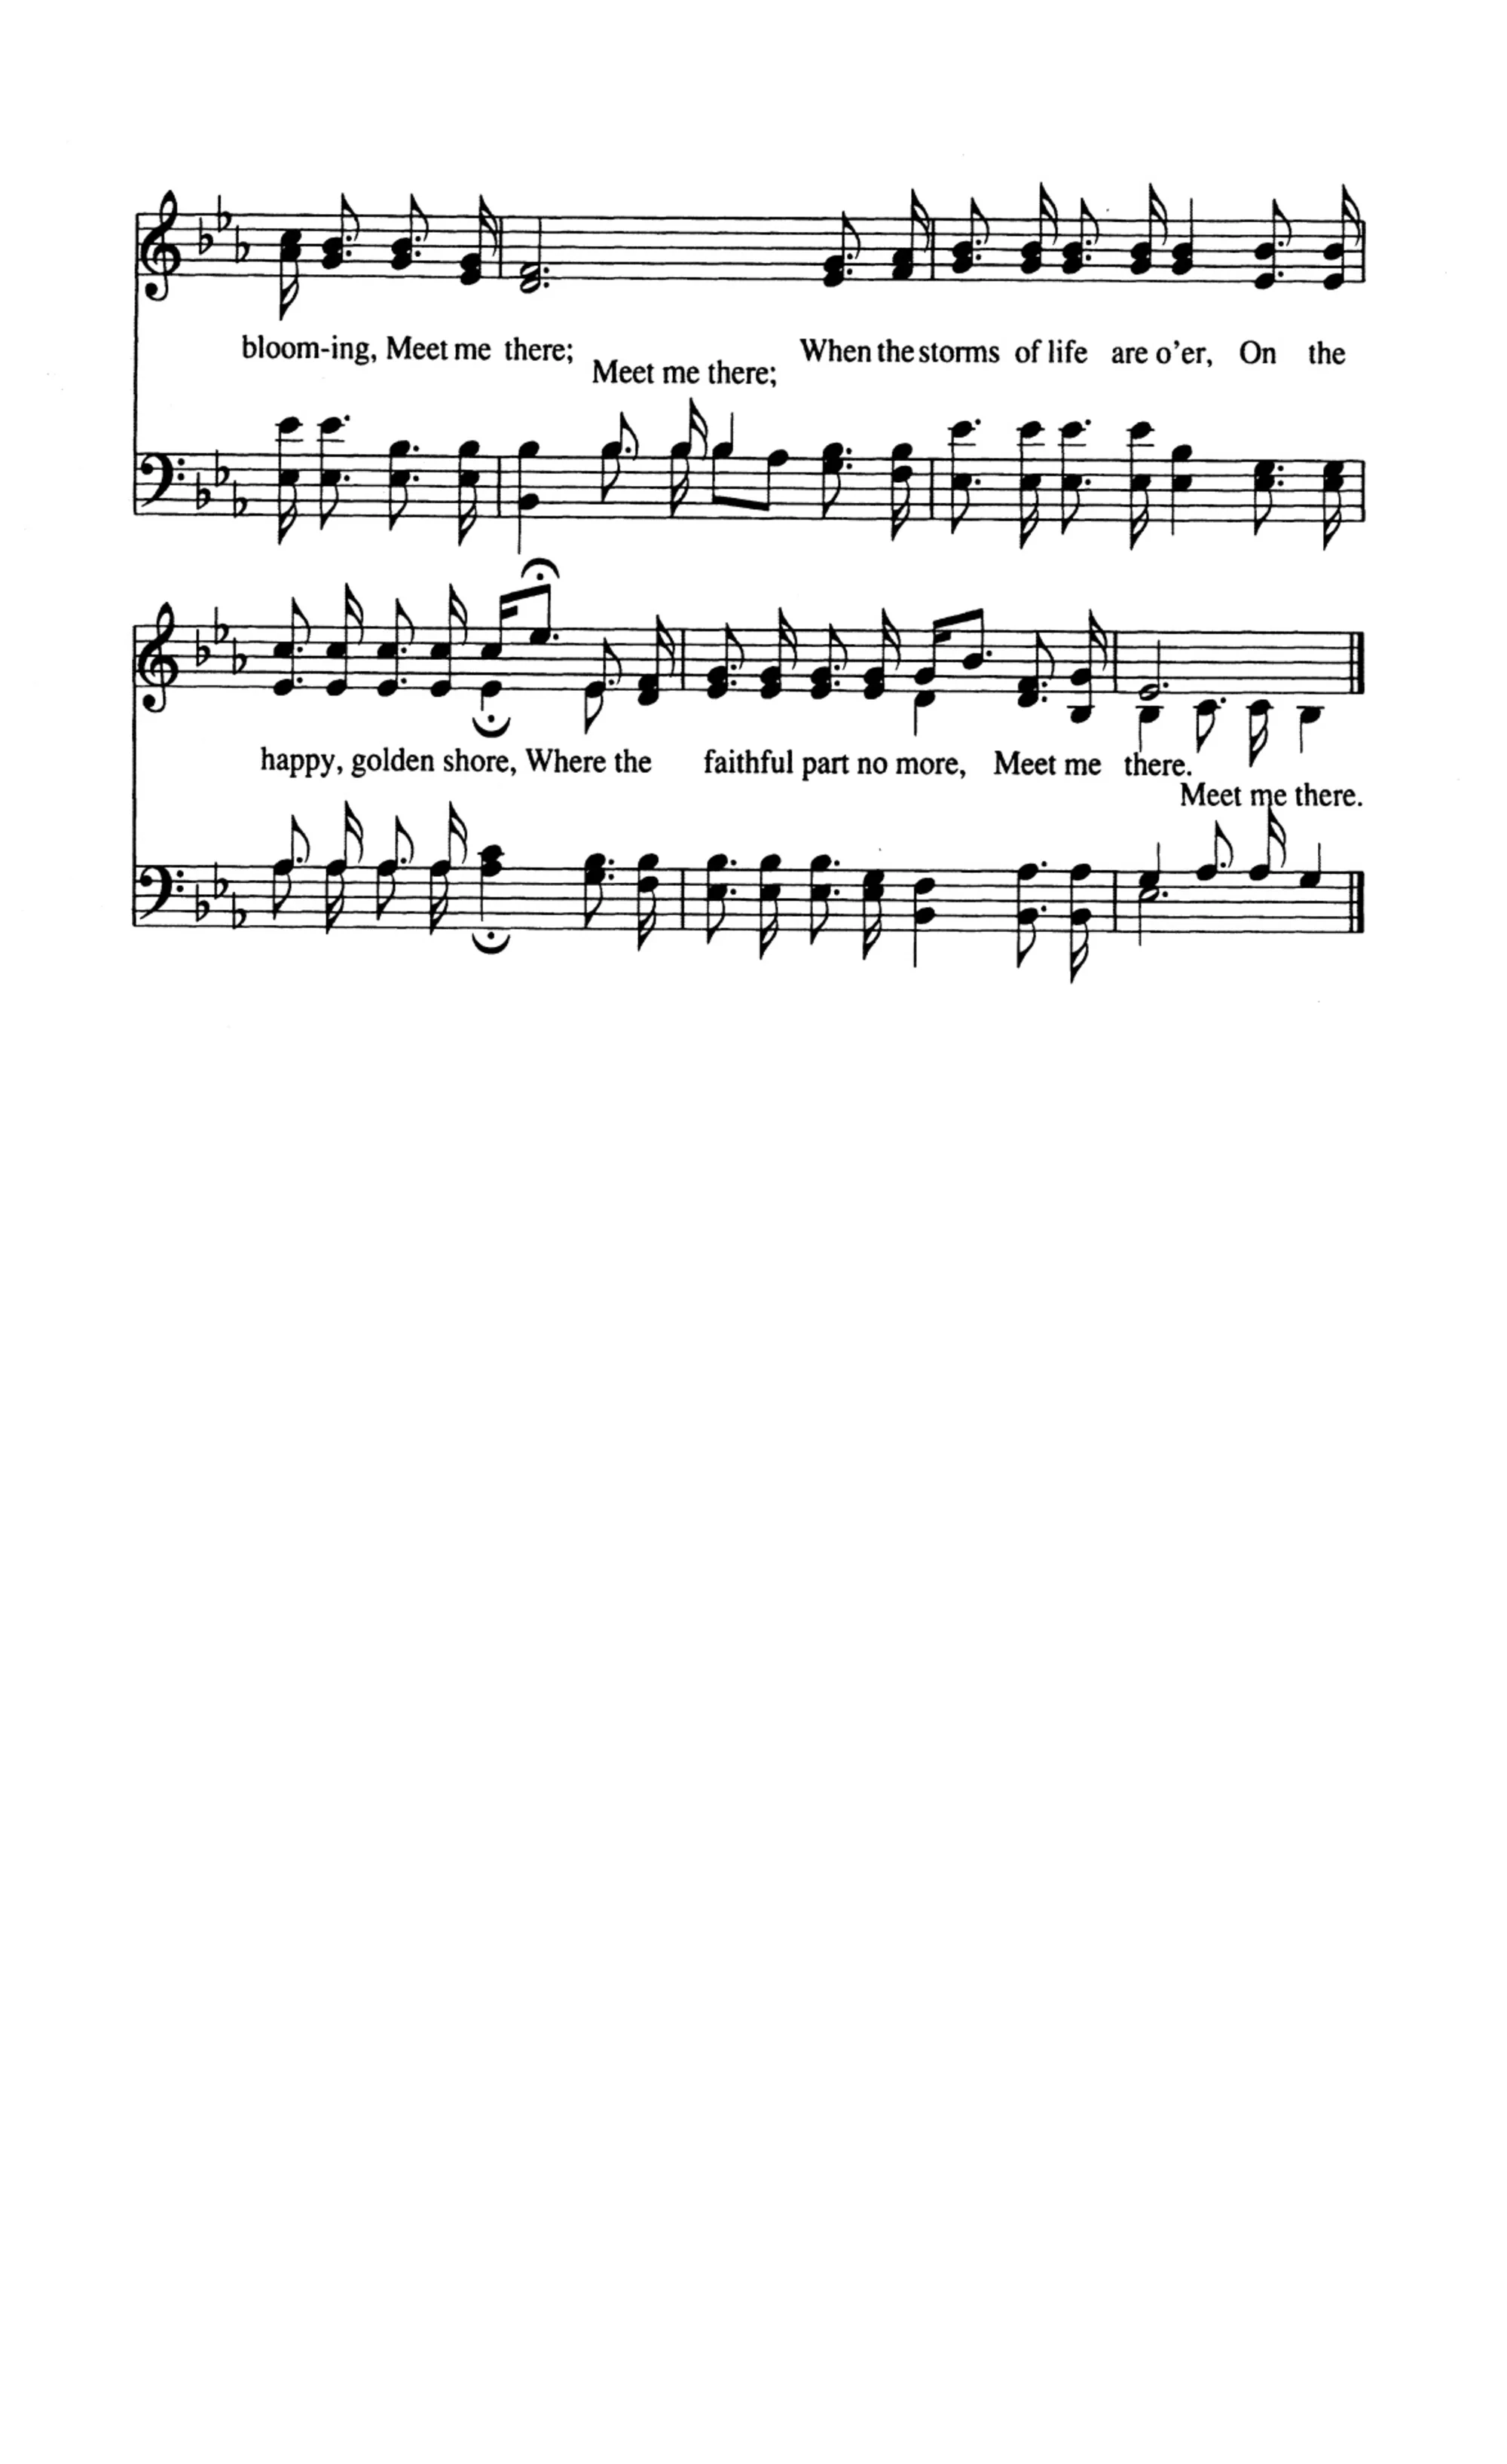 bloom-ing, Meet me there; When the storms of life are o'er, On the
Meet me there;
happy, golden shore, Where the faithful part no more, Meet me there.
Meet me there.